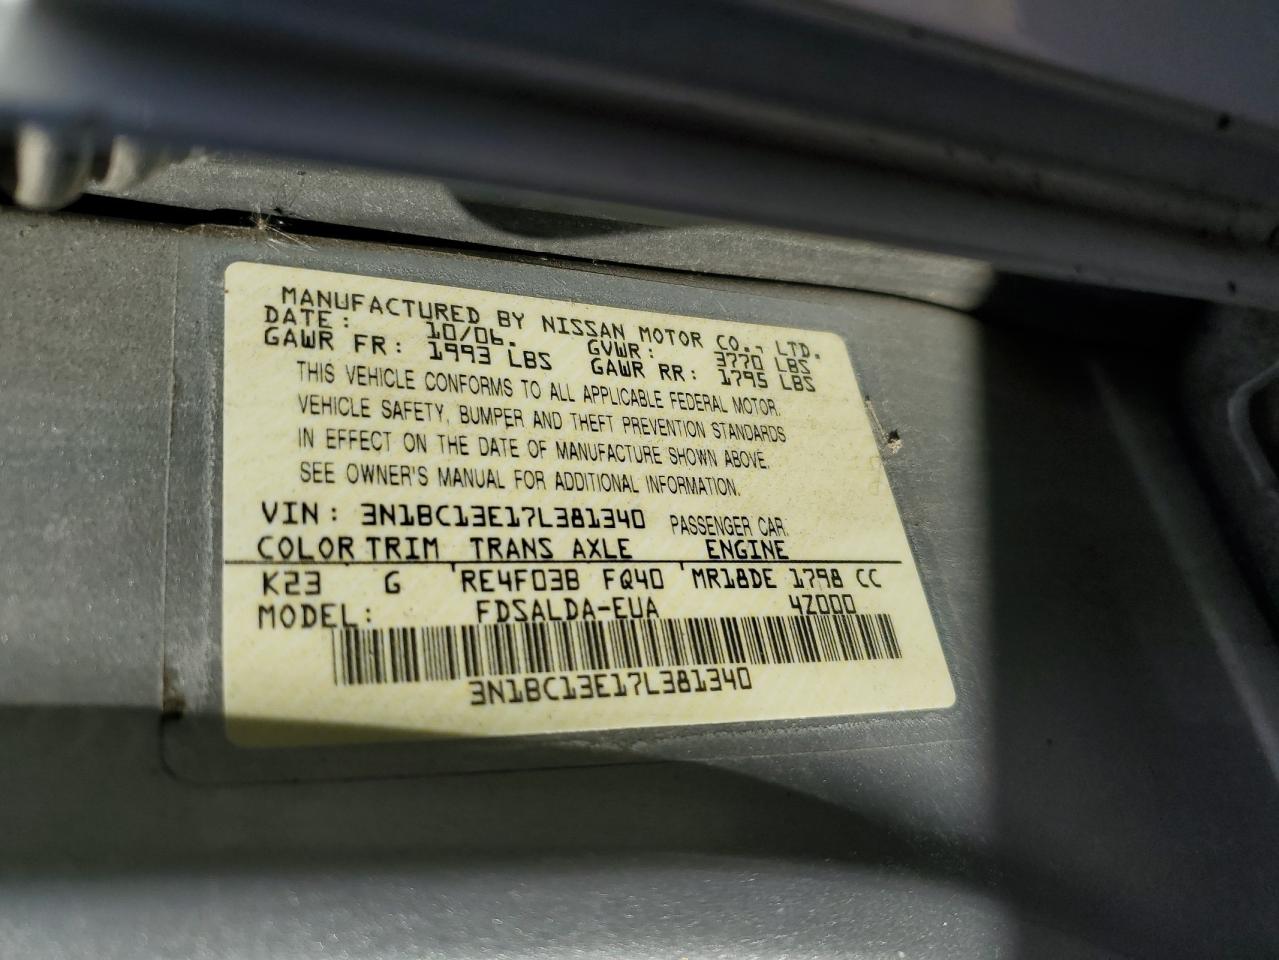 MANUFACTURED BY NISSAN MOTOR CO., LTD.
DATE: 10/06. GVWR: 3770 LBS
GAWR FR: 1993 LBS GAWR RR: 1795 LBS
THIS VEHICLE CONFORMS TO ALL APPLICABLE FEDERAL MOTOR.
VEHICLE SAFETY, BUMPER AND THEFT PREVENTION STANDARDS
IN EFFECT ON THE DATE OF MANUFACTURE SHOWN ABOVE.
SEE OWNER'S MANUAL FOR ADDITIONAL INFORMATION.
VIN: 3N1BC13E17L381340 PASSENGER CAR.
COLOR TRIM TRANS AXLE ENGINE
K23 G RE4F03B FQ40 MR18DE 1798 CC
MODEL: FDSALDA-EUA 4Z000
3N1BC13E17L381340